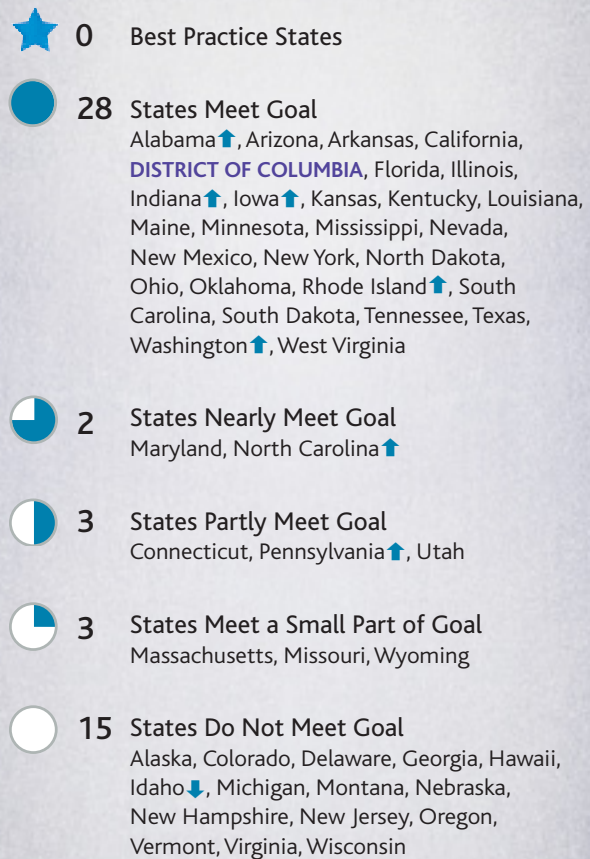 0 Best Practice States
28 States Meet Goal
Alabama⬆, Arizona, Arkansas, California,
DISTRICT OF COLUMBIA, Florida, Illinois,
Indiana⬆, Iowa⬆, Kansas, Kentucky, Louisiana,
Maine, Minnesota, Mississippi, Nevada,
New Mexico, New York, North Dakota,
Ohio, Oklahoma, Rhode Island⬆, South
Carolina, South Dakota, Tennessee, Texas,
Washington⬆, West Virginia
2 States Nearly Meet Goal
Maryland, North Carolina⬆
3 States Partly Meet Goal
Connecticut, Pennsylvania⬆, Utah
3 States Meet a Small Part of Goal
Massachusetts, Missouri, Wyoming
15 States Do Not Meet Goal
Alaska, Colorado, Delaware, Georgia, Hawaii,
Idaho⬇, Michigan, Montana, Nebraska,
New Hampshire, New Jersey, Oregon,
Vermont, Virginia, Wisconsin